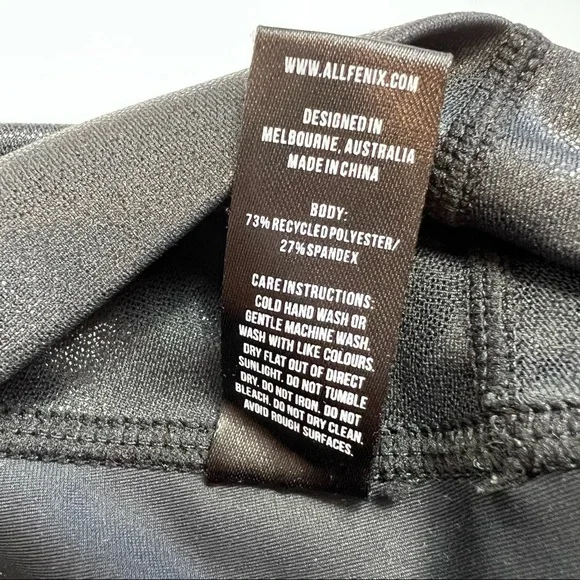 WWW.ALLFENIX.COM
DESIGNED IN
MELBOURNE, AUSTRALIA
MADE IN CHINA
BODY:
73% RECYCLED POLYESTER/
27% SPANDEX
CARE INSTRUCTIONS:
COLD HAND WASH OR
GENTLE MACHINE WASH.
WASH WITH LIKE COLOURS.
DRY FLAT OUT OF DIRECT
SUNLIGHT. DO NOT TUMBLE
DRY. DO NOT IRON. DO NOT
BLEACH. DO NOT DRY CLEAN.
AVOID ROUGH SURFACES.